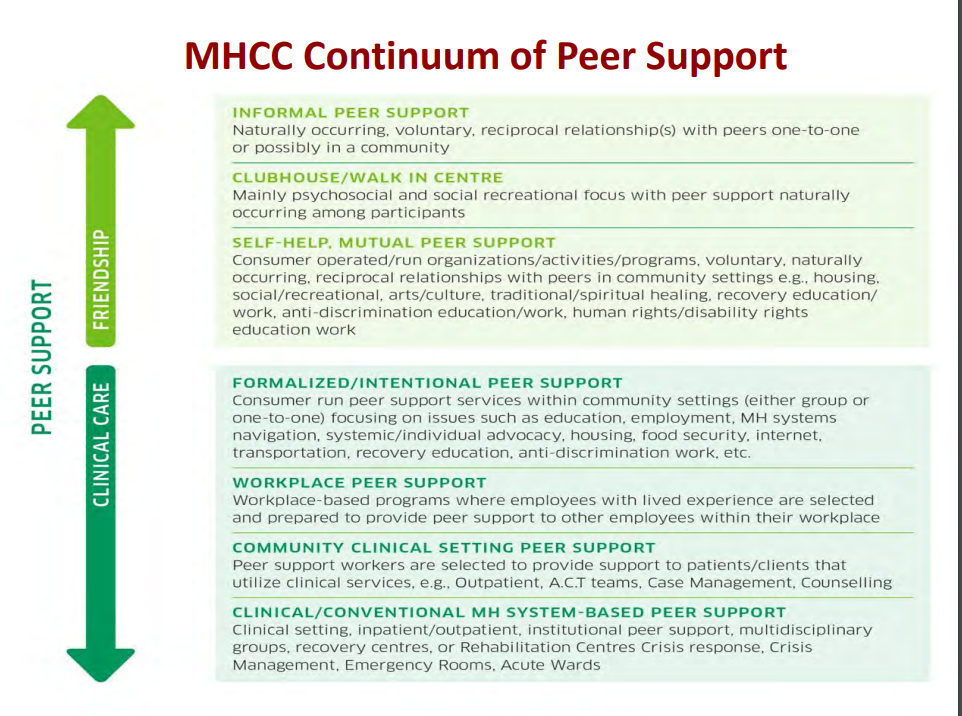 MHCC Continuum of Peer Support
PEER SUPPORT
FRIENDSHIP
CLINICAL CARE
INFORMAL PEER SUPPORT
Naturally occurring, voluntary, reciprocal relationship(s) with peers one-to-one
or possibly in a community
CLUBHOUSE/WALK IN CENTRE
Mainly psychosocial and social recreational focus with peer support naturally
occurring among participants
SELF-HELP, MUTUAL PEER SUPPORT
Consumer operated/run organizations/activities/programs, voluntary, naturally
occurring, reciprocal relationships with peers in community settings e.g., housing,
social/recreational, arts/culture, traditional/spiritual healing, recovery education/
work, anti-discrimination education/work, human rights/disability rights
education work
FORMALIZED/INTENTIONAL PEER SUPPORT
Consumer run peer support services within community settings (either group or
one-to-one) focusing on issues such as education, employment, MH systems
navigation, systemic/individual advocacy, housing, food security, internet,
transportation, recovery education, anti-discrimination work, etc.
WORKPLACE PEER SUPPORT
Workplace-based programs where employees with lived experience are selected
and prepared to provide peer support to other employees within their workplace
COMMUNITY CLINICAL SETTING PEER SUPPORT
Peer support workers are selected to provide support to patients/clients that
utilize clinical services, e.g., Outpatient, A.C.T teams, Case Management, Counselling
CLINICAL/CONVENTIONAL MH SYSTEM-BASED PEER SUPPORT
Clinical setting, inpatient/outpatient, institutional peer support, multidisciplinary
groups, recovery centres, or Rehabilitation Centres Crisis response, Crisis
Management, Emergency Rooms, Acute Wards